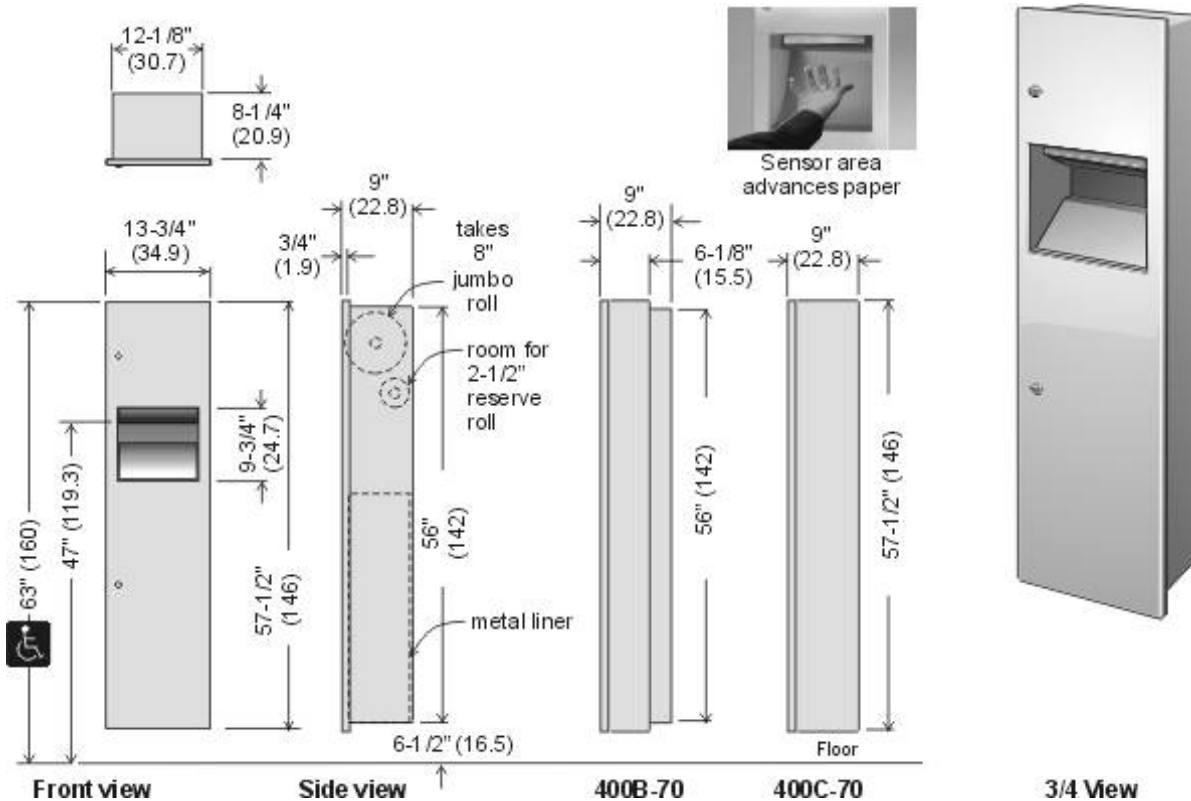 12-1/8"
(30.7)
8-1/4"
(20.9)
Sensor area
advances paper
13-3/4"
(34.9)
9"
(22.8)
3/4"
(1.9)
takes
8"
jumbo
roll
room for
2-1/2"
reserve
roll
9"
(22.8)
6-1/8"
(15.5)
9"
(22.8)
9-3/4"
(24.7)
47" (119.3)
63" (160)
57-1/2"
(146)
56"
(142)
metal liner
56" (142)
57-1/2" (146)
6-1/2" (16.5)
Floor
Front view
Side view
400B-70
400C-70
3/4 View